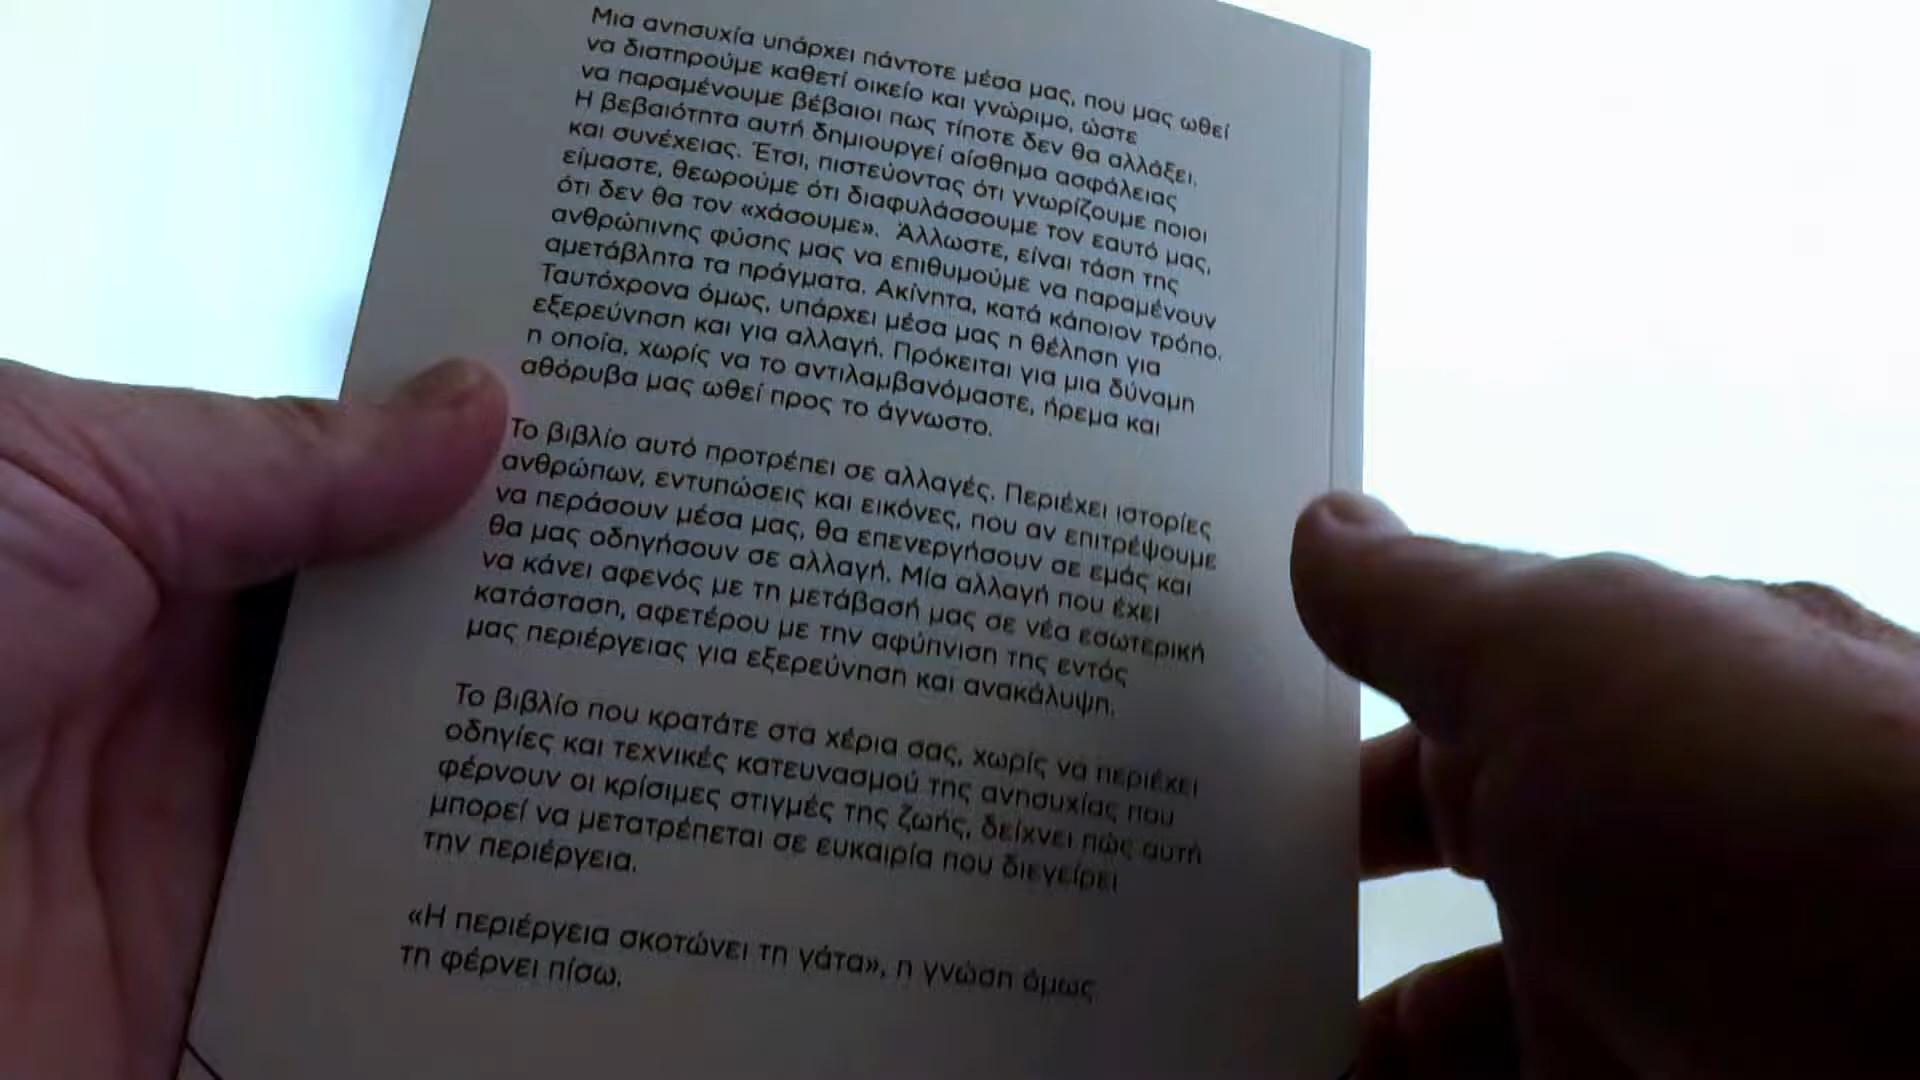 Μια ανησυχία υπάρχει πάντοτε μέσα μας, που μας ωθεί
να διατηρούμε καθετί οικείο και γνώριμο, ώστε
να παραμένουμε βέβαιοι πως τίποτε δεν θα αλλάξει.
Η βεβαιότητα αυτή δημιουργεί αίσθημα ασφάλειας
και συνέχειας. Έτσι, πιστεύοντας ότι γνωρίζουμε ποιοι
είμαστε, θεωρούμε ότι διαφυλάσσουμε τον εαυτό μας,
ότι δεν θα τον «χάσουμε». Άλλωστε, είναι τάση της
ανθρώπινης φύσης μας να επιθυμούμε να παραμένουν
αμετάβλητα τα πράγματα. Ακίνητα, κατά κάποιον τρόπο.
Ταυτόχρονα όμως, υπάρχει μέσα μας η θέληση για
εξερεύνηση και για αλλαγή. Πρόκειται για μια δύναμη
η οποία, χωρίς να το αντιλαμβανόμαστε, ήρεμα και
αθόρυβα μας ωθεί προς το άγνωστο.
Το βιβλίο αυτό προτρέπει σε αλλαγές. Περιέχει ιστορίες
ανθρώπων, εντυπώσεις και εικόνες, που αν επιτρέψουμε
να περάσουν μέσα μας, θα επενεργήσουν σε εμάς και
θα μας οδηγήσουν σε αλλαγή. Μία αλλαγή που έχει
να κάνει αφενός με τη μετάβασή μας σε νέα εσωτερική
κατάσταση, αφετέρου με την αφύπνιση της εντός
μας περιέργειας για εξερεύνηση και ανακάλυψη.
Το βιβλίο που κρατάτε στα χέρια σας, χωρίς να περιέχει
οδηγίες και τεχνικές κατευνασμού της ανησυχίας που
φέρνουν οι κρίσιμες στιγμές της ζωής, δείχνει πώς αυτή
μπορεί να μετατρέπεται σε ευκαιρία που διεγείρει
την περιέργεια.
«Η περιέργεια σκοτώνει τη γάτα», η γνώση όμως
τη φέρνει πίσω.